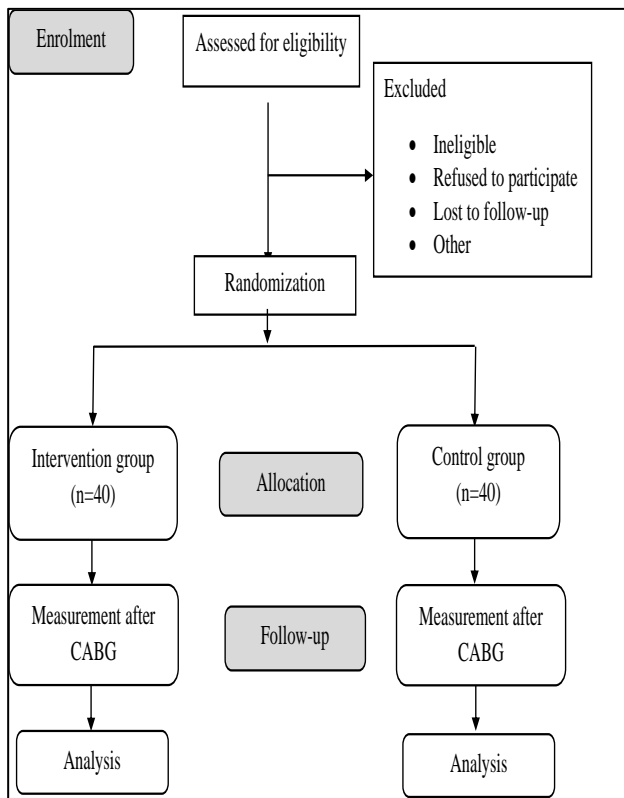 Enrolment
Assessed for eligibility
Excluded
• Ineligible
• Refused to participate
• Lost to follow-up
• Other
Randomization
Intervention group
(n=40)
Allocation
Control group
(n=40)
Measurement after
CABG
Follow-up
Measurement after
CABG
Analysis
Analysis